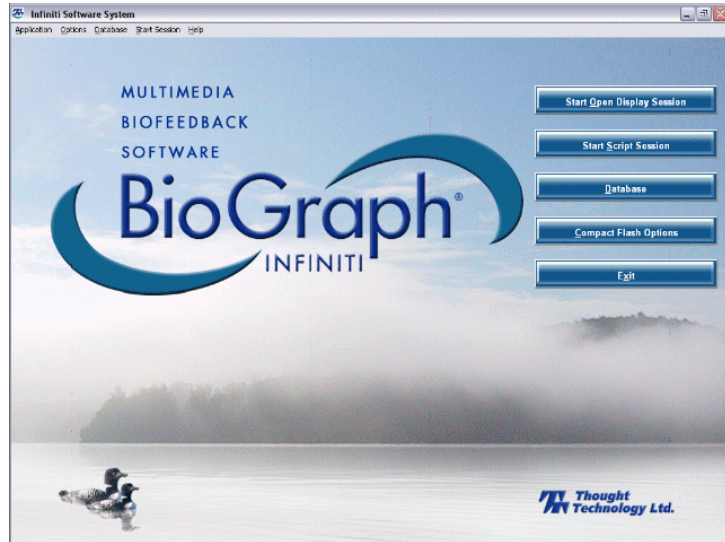 Infiniti Software System
Application Options Database Start Session Help
MULTIMEDIA
BIOFEEDBACK
SOFTWARE
BioGraph®
INFINITI
Start Open Display Session
Start Script Session
Database
Compact Flash Options
Exit
Thought
Technology Ltd.